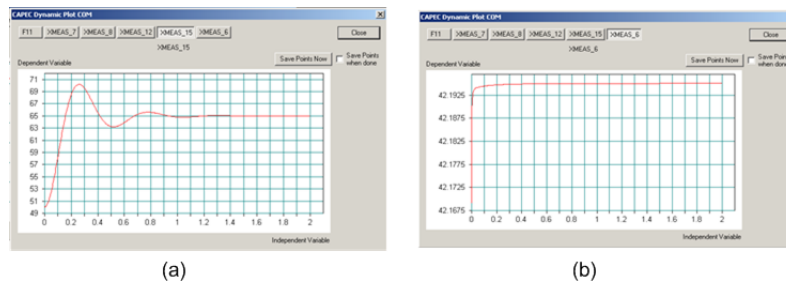 CAPEC Dynamic Plot COM
F11 XMEAS_7 XMEAS_8 XMEAS_12 XMEAS_15 XMEAS_6 Close
XMEAS_15
Dependent Variable Save Points Now Save Points when done
71
69
67
65
63
61
59
57
55
53
51
49
0 0.2 0.4 0.6 0.8 1 1.2 1.4 1.6 1.8 2
Independent Variable
(a)
CAPEC Dynamic Plot COM
F11 XMEAS_7 XMEAS_8 XMEAS_12 XMEAS_15 XMEAS_6 Close
XMEAS_6
Dependent Variable Save Points Now Save Points when done
42.1925
42.1875
42.1825
42.1775
42.1725
42.1675
0 0.2 0.4 0.6 0.8 1 1.2 1.4 1.6 1.8 2
Independent Variable
(b)